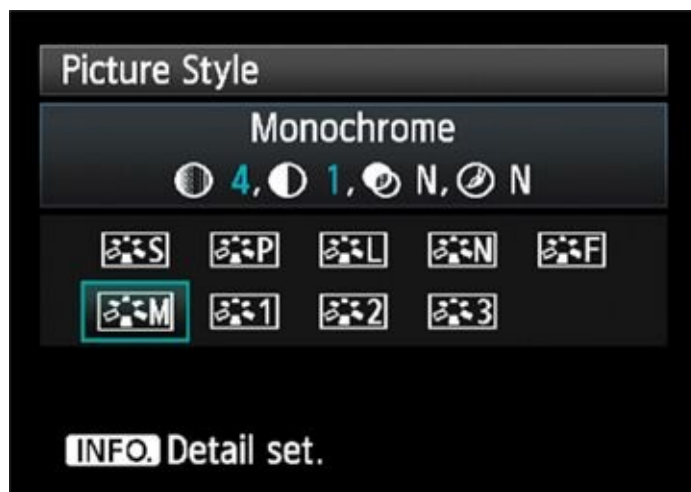 Picture Style
Monochrome
4, 1, N, N
S P L N F
M 1 2 3
INFO. Detail set.